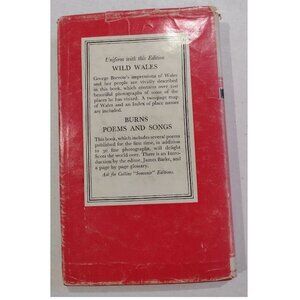 Uniform with this Edition
WILD WALES
George Borrow's impressions of Wales
and her people are vividly described
in this book, which contains over 300
beautiful photographs of some of the
places he has visited. A two-page map
of Wales and an Index of place names
are included.
BURNS
POEMS AND SONGS
This book, which includes several poems
published for the first time, in addition
to 30 fine photographs, will delight
Scots the world over. There is an Intro-
duction by the editor, James Barke, and
a page by page glossary.
Ask for Collins "Souvenir" Editions.